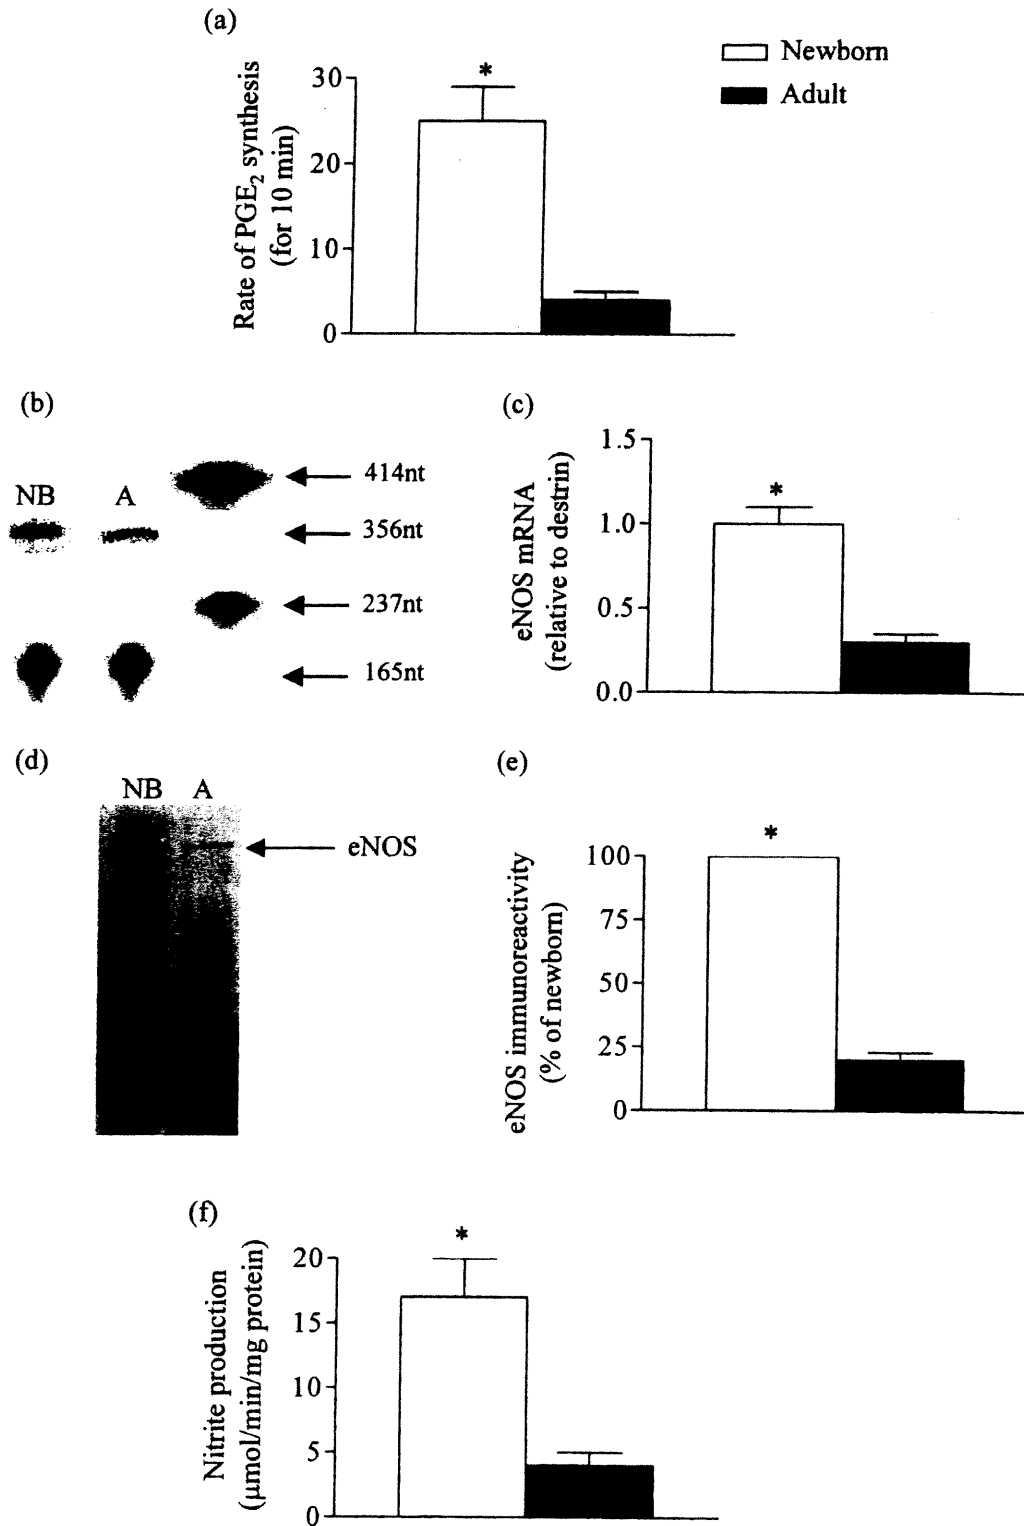 (a)
Newborn
Adult
*
30
20
10
0
Rate of PGE₂ synthesis
(for 10 min)
(b)
NB
A
414nt
356nt
237nt
165nt
(c)
*
1.5
1.0
0.5
0.0
eNOS mRNA
(relative to destrin)
(d)
NB
A
eNOS
(e)
*
100
75
50
25
0
eNOS immunoreactivity
(% of newborn)
(f)
*
20
15
10
5
0
Nitrite production
(μmol/min/mg protein)